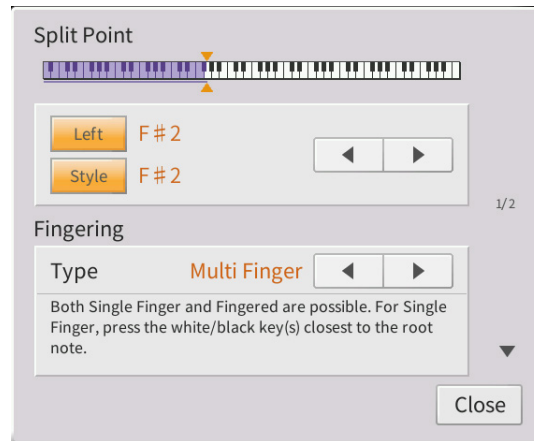 Split Point
Left F♯2
Style F♯2
1/2
Fingering
Type Multi Finger
Both Single Finger and Fingered are possible. For Single
Finger, press the white/black key(s) closest to the root
note.
Close